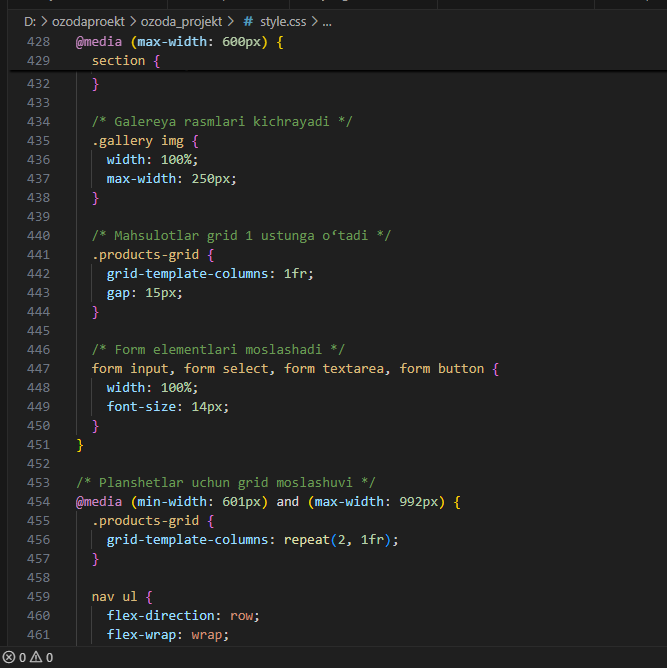 D: > ozodaproekt > ozoda_projekt > # style.css > ...
428 @media (max-width: 600px) {
429 section {
432 }
433
434 /* Galereya rasmlari kichrayadi */
435 .gallery img {
436 width: 100%;
437 max-width: 250px;
438 }
439
440 /* Mahsulotlar grid 1 ustunga o‘tadi */
441 .products-grid {
442 grid-template-columns: 1fr;
443 gap: 15px;
444 }
445
446 /* Form elementlari moslashadi */
447 form input, form select, form textarea, form button {
448 width: 100%;
449 font-size: 14px;
450 }
451 }
452
453 /* Planshetlar uchun grid moslashuvi */
454 @media (min-width: 601px) and (max-width: 992px) {
455 .products-grid {
456 grid-template-columns: repeat(2, 1fr);
457 }
458
459 nav ul {
460 flex-direction: row;
461 flex-wrap: wrap;
0 0